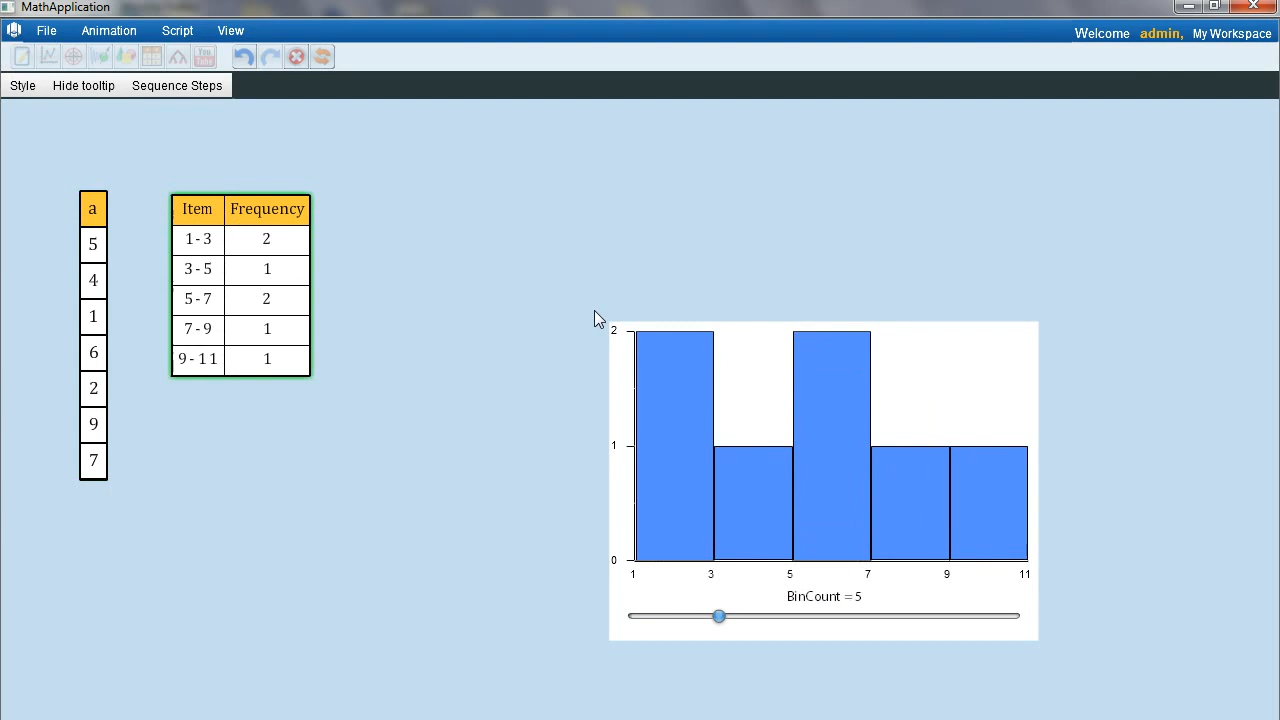 MathApplication
File Animation Script View Welcome admin, My Workspace
You Tube
Style Hide tooltip Sequence Steps
a
5
4
1
6
2
9
7
Item Frequency
1 - 3 2
3 - 5 1
5 - 7 2
7 - 9 1
9 - 11 1
2
1
0
1 3 5 7 9 11
BinCount = 5